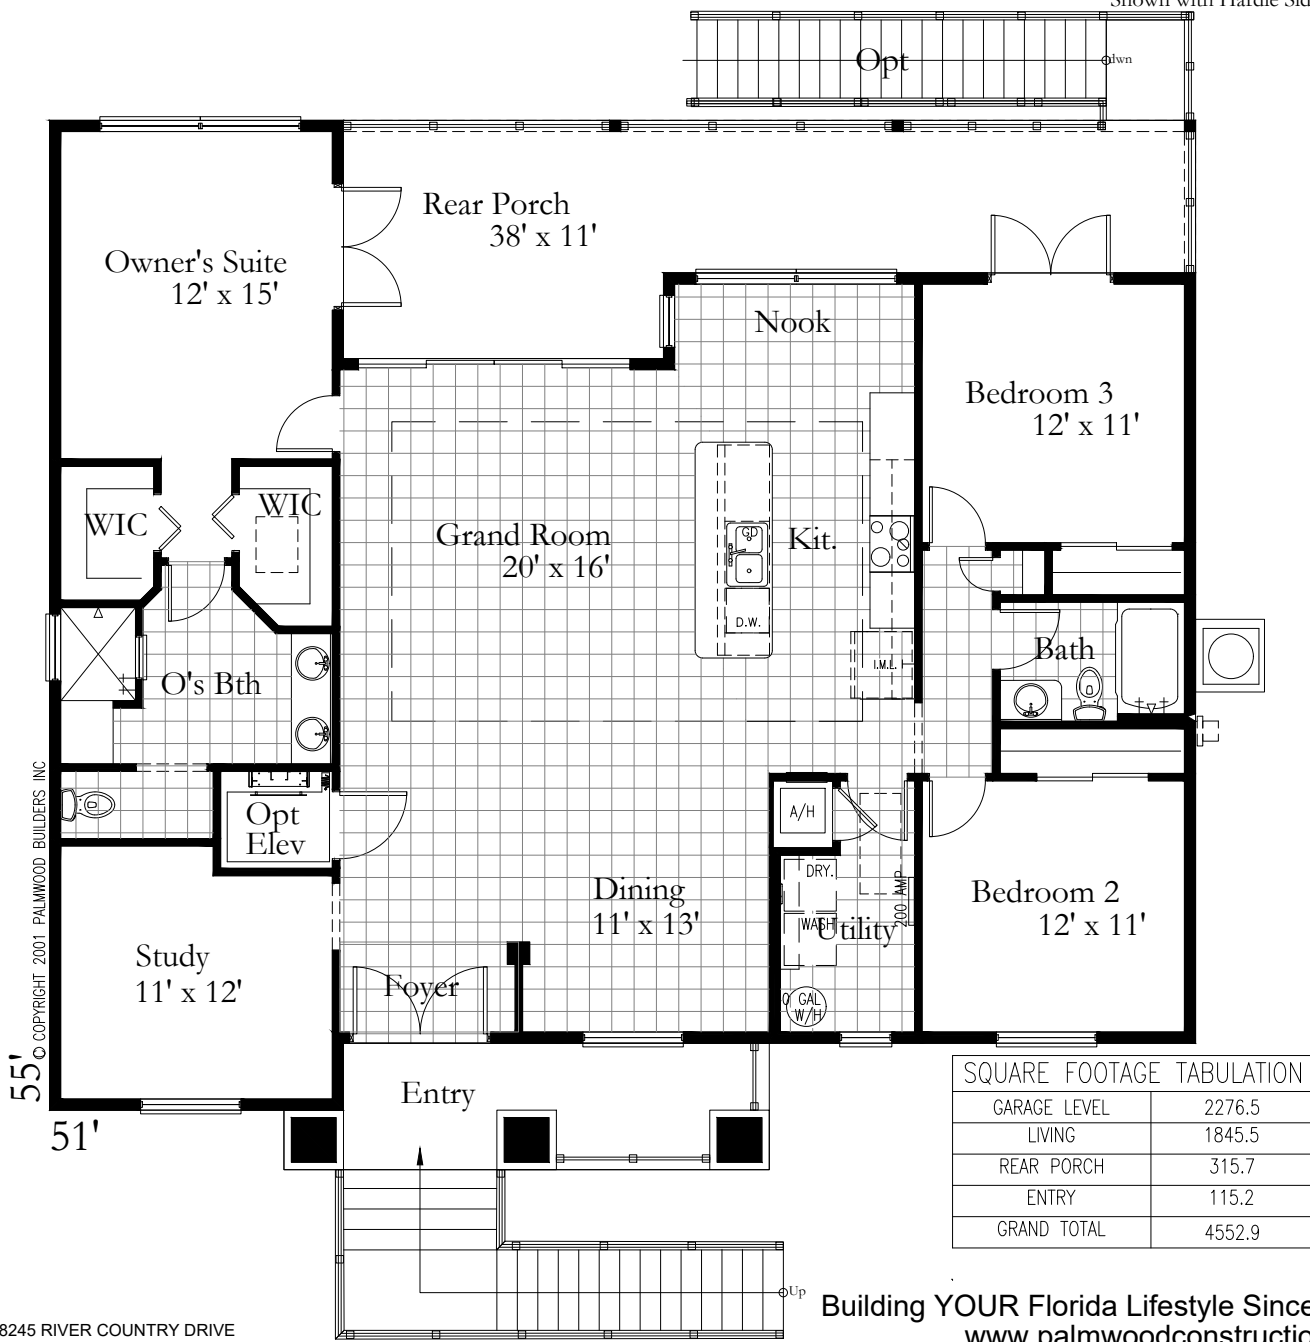 Shown with Hardie Sid
Opt
dwn
Rear Porch
38' x 11'
Owner's Suite
12' x 15'
Nook
Bedroom 3
12' x 11'
WIC
WIC
Grand Room
20' x 16'
GD
Kit.
D.W.
I.M.L.
Bath
O's Bth
Opt
Elev
A/H
DRY.
WASH
Utility
200 AMP
Dining
11' x 13'
Bedroom 2
12' x 11'
Study
11' x 12'
Foyer
0 GAL
W/H
© COPYRIGHT 2001 PALMWOOD BUILDERS INC
55'
51'
Entry
SQUARE FOOTAGE TABULATION
GARAGE LEVEL 2276.5
LIVING 1845.5
REAR PORCH 315.7
ENTRY 115.2
GRAND TOTAL 4552.9
Up
Building YOUR Florida Lifestyle Since
www.palmwoodconstructio
8245 RIVER COUNTRY DRIVE